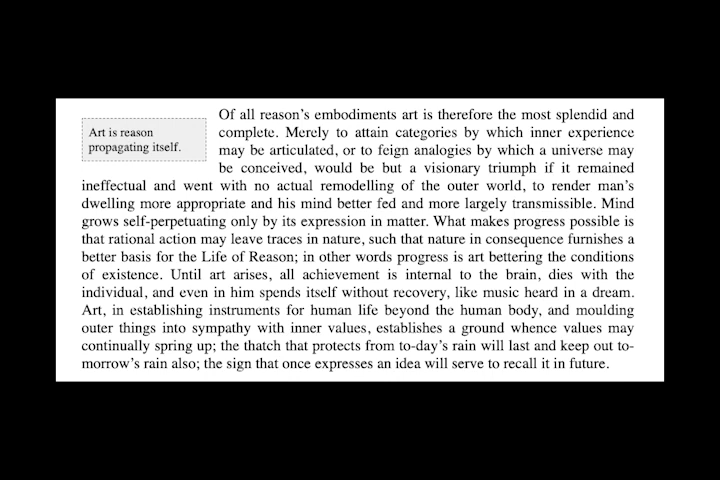 Art is reason
propagating itself.
Of all reason's embodiments art is therefore the most splendid and
complete. Merely to attain categories by which inner experience
may be articulated, or to feign analogies by which a universe may
be conceived, would be but a visionary triumph if it remained
ineffectual and went with no actual remodelling of the outer world, to render man's
dwelling more appropriate and his mind better fed and more largely transmissible. Mind
grows self-perpetuating only by its expression in matter. What makes progress possible is
that rational action may leave traces in nature, such that nature in consequence furnishes a
better basis for the Life of Reason; in other words progress is art bettering the conditions
of existence. Until art arises, all achievement is internal to the brain, dies with the
individual, and even in him spends itself without recovery, like music heard in a dream.
Art, in establishing instruments for human life beyond the human body, and moulding
outer things into sympathy with inner values, establishes a ground whence values may
continually spring up; the thatch that protects from to-day's rain will last and keep out to-
morrow's rain also; the sign that once expresses an idea will serve to recall it in future.